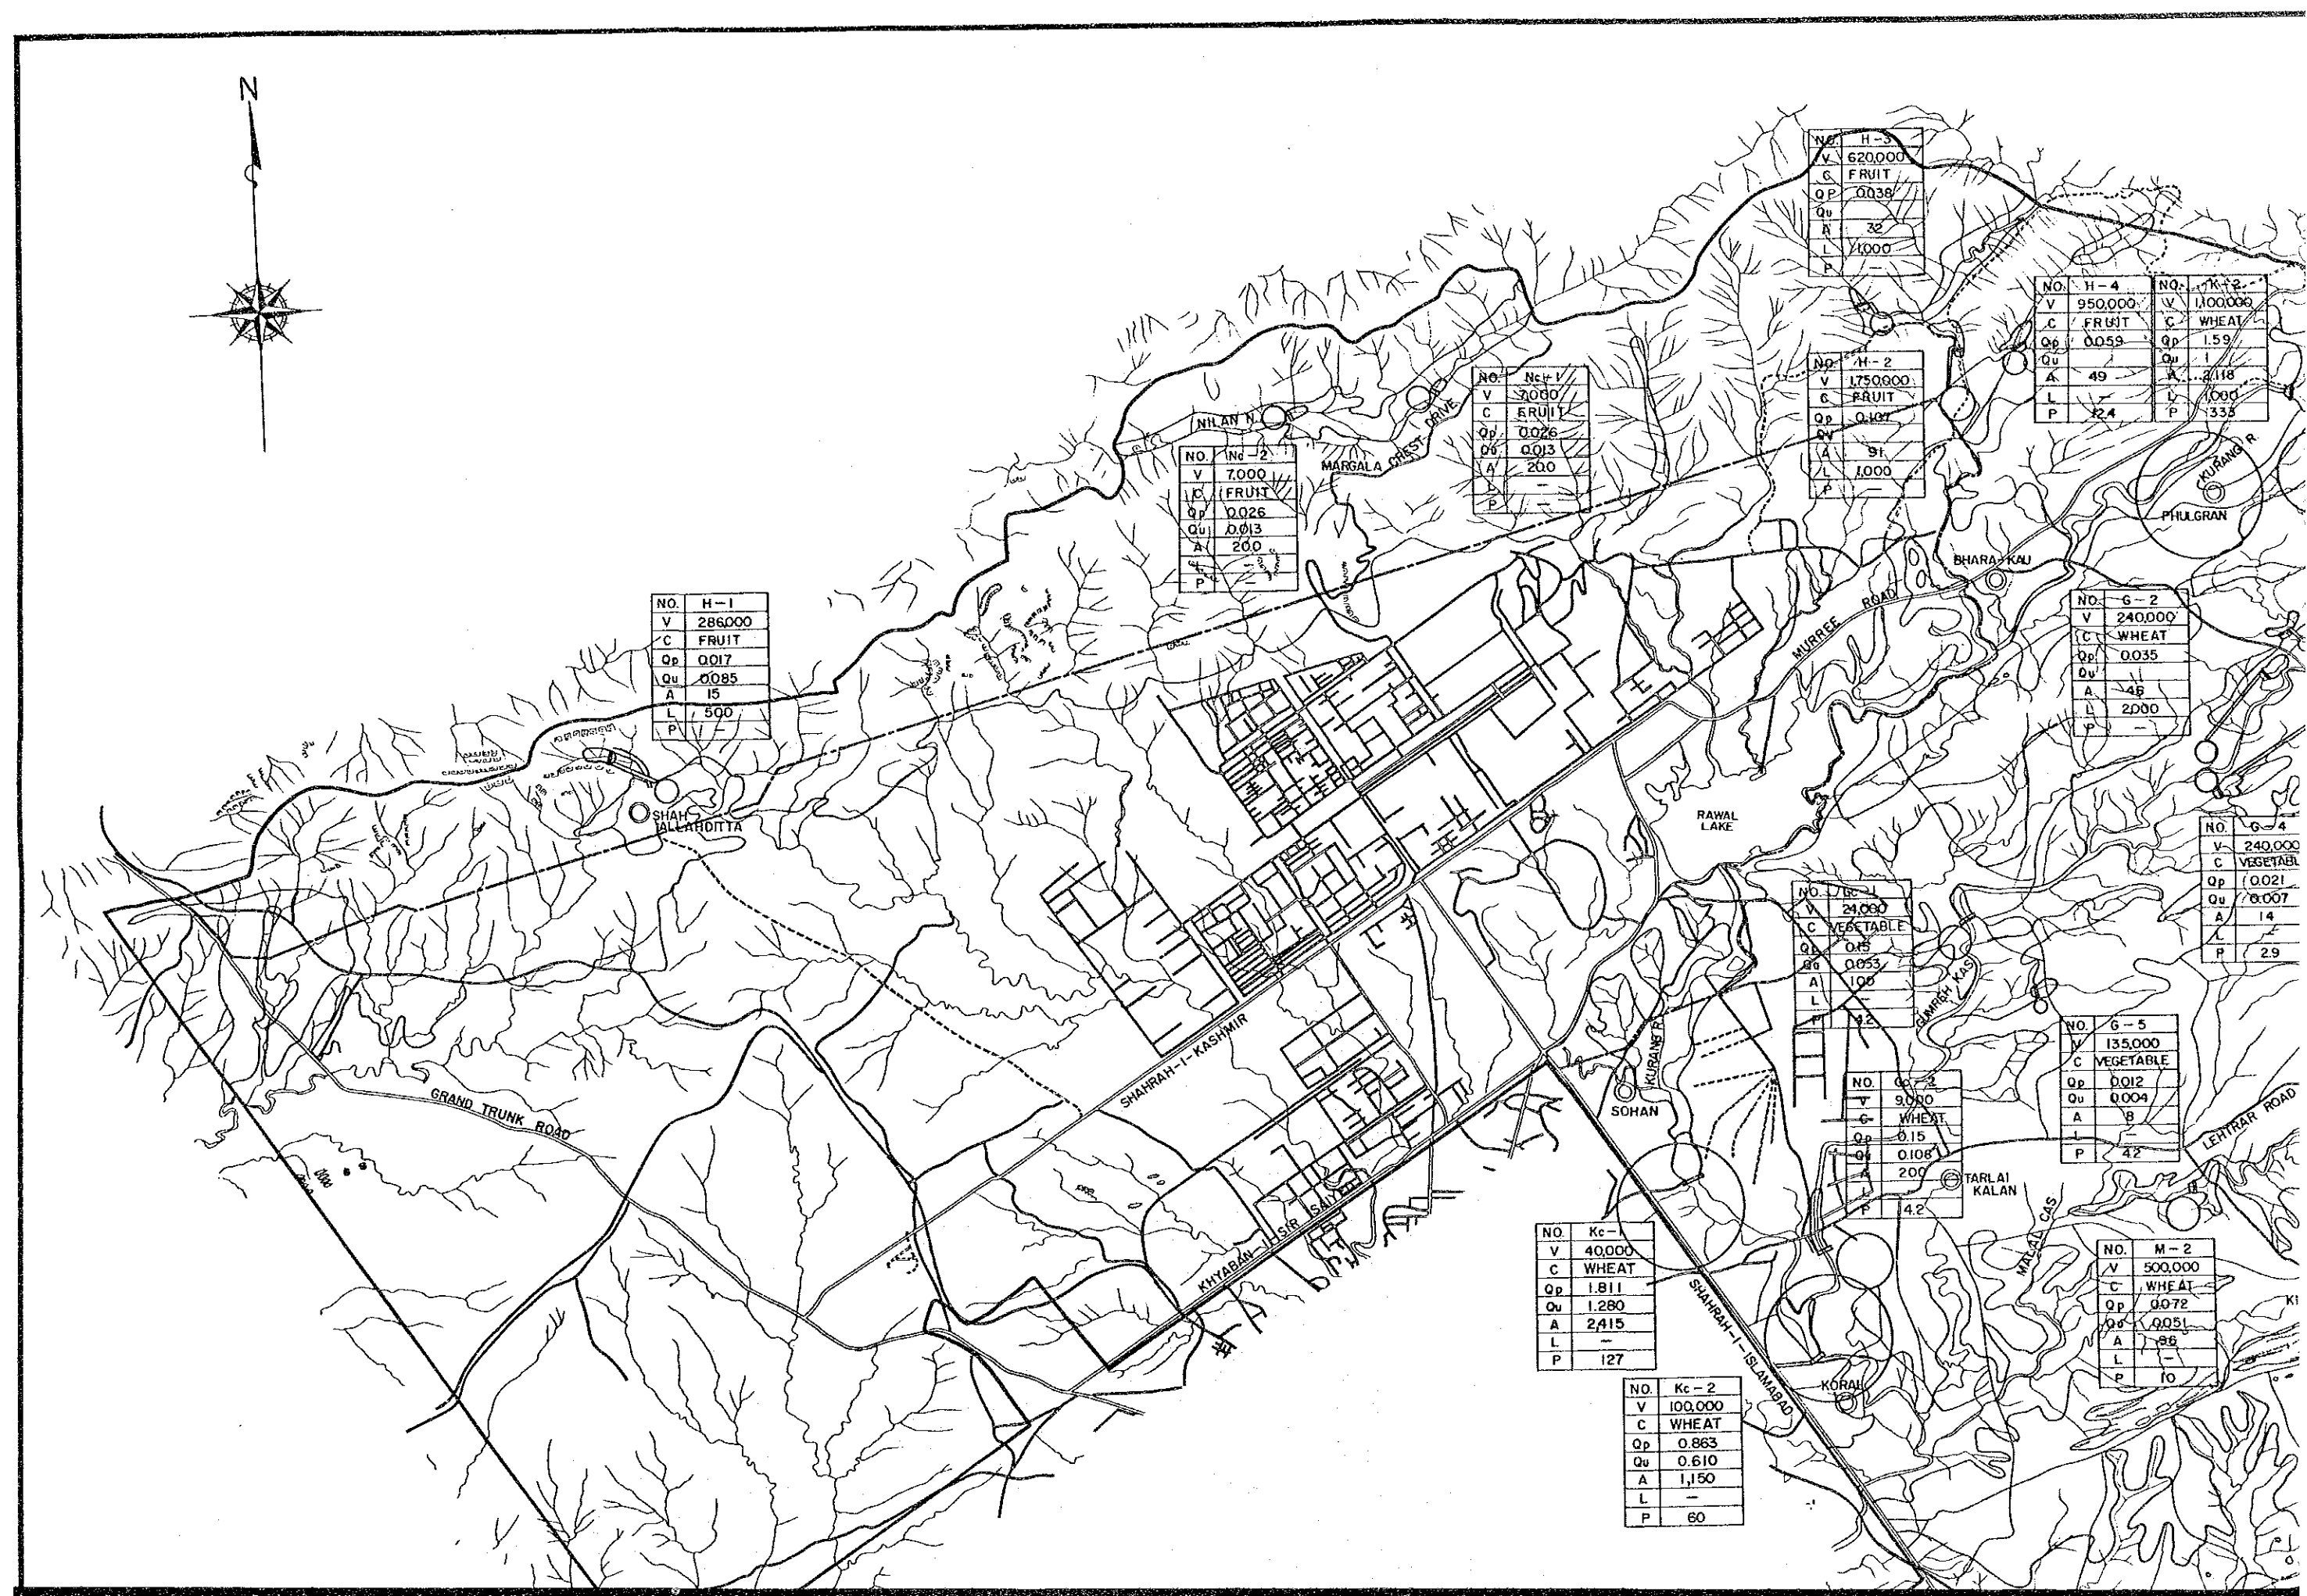 N
NO. H-3
V 620,000
C FRUIT
QP 0.038
Qu
A 32
L 1,000
P -
NO. H-4
V 950,000
C FRUIT
Qp 0.059
Qu
A 49
L -
P 12.4
NO. K-2
V 1,100,000
C WHEAT
Qp 1.59
Qu
A 2,118
L 1,000
P 333
NO. H-2
V 1,750,000
C FRUIT
Qp 0.107
Qu
A 91
L 1,000
P -
NO. Nc-1
V 7,000
C FRUIT
Qp 0.026
Qu 0.013
A 20.0
L -
P -
NILAN N.
MARGALA CREST DRIVE
NO. Nc-2
V 7,000
C FRUIT
Qp 0.026
Qu 0.013
A 20.0
L -
P -
KURANG R.
PHULGRAN
BHARA-KAU
MURREE ROAD
NO. H-1
V 286,000
C FRUIT
Qp 0.017
Qu 0.085
A 15
L 500
P -
NO. G-2
V 240,000
C WHEAT
Qp 0.035
Qu
A 46
L 2,000
P -
SHAH
ALLAHDITTA
RAWAL
LAKE
NO. G-4
V 240,000
C VEGETABL
Qp 0.021
Qu 0.007
A 14
L -
P 2.9
NO. Gc-1
V 24,000
C VEGETABLE
Qp 0.15
Qu 0.053
A 100
L -
P 4.2
GUMRIGH KAS
NO. G-5
V 135,000
C VEGETABLE
Qp 0.012
Qu 0.004
A 8
L -
P 4.2
SHAHRAH-I-KASHMIR
GRAND TRUNK ROAD
KURANG R.
SOHAN
NO. Gc-2
V 9,000
C WHEAT
Qp 0.15
Qu 0.106
A 200
L -
P 4.2
LEHTRAR ROAD
TARLAI
KALAN
MALAL CAS
KHYABAN-I-SIR SAIYED
NO. Kc-1
V 40,000
C WHEAT
Qp 1.811
Qu 1.280
A 2,415
L -
P 127
SHAHRAH-I-ISLAMABAD
NO. M-2
V 500,000
C WHEAT
Qp 0.072
Qu 0.051
A 96
L -
P 10
KI
KORAL
NO. Kc-2
V 100,000
C WHEAT
Qp 0.863
Qu 0.610
A 1,150
L -
P 60